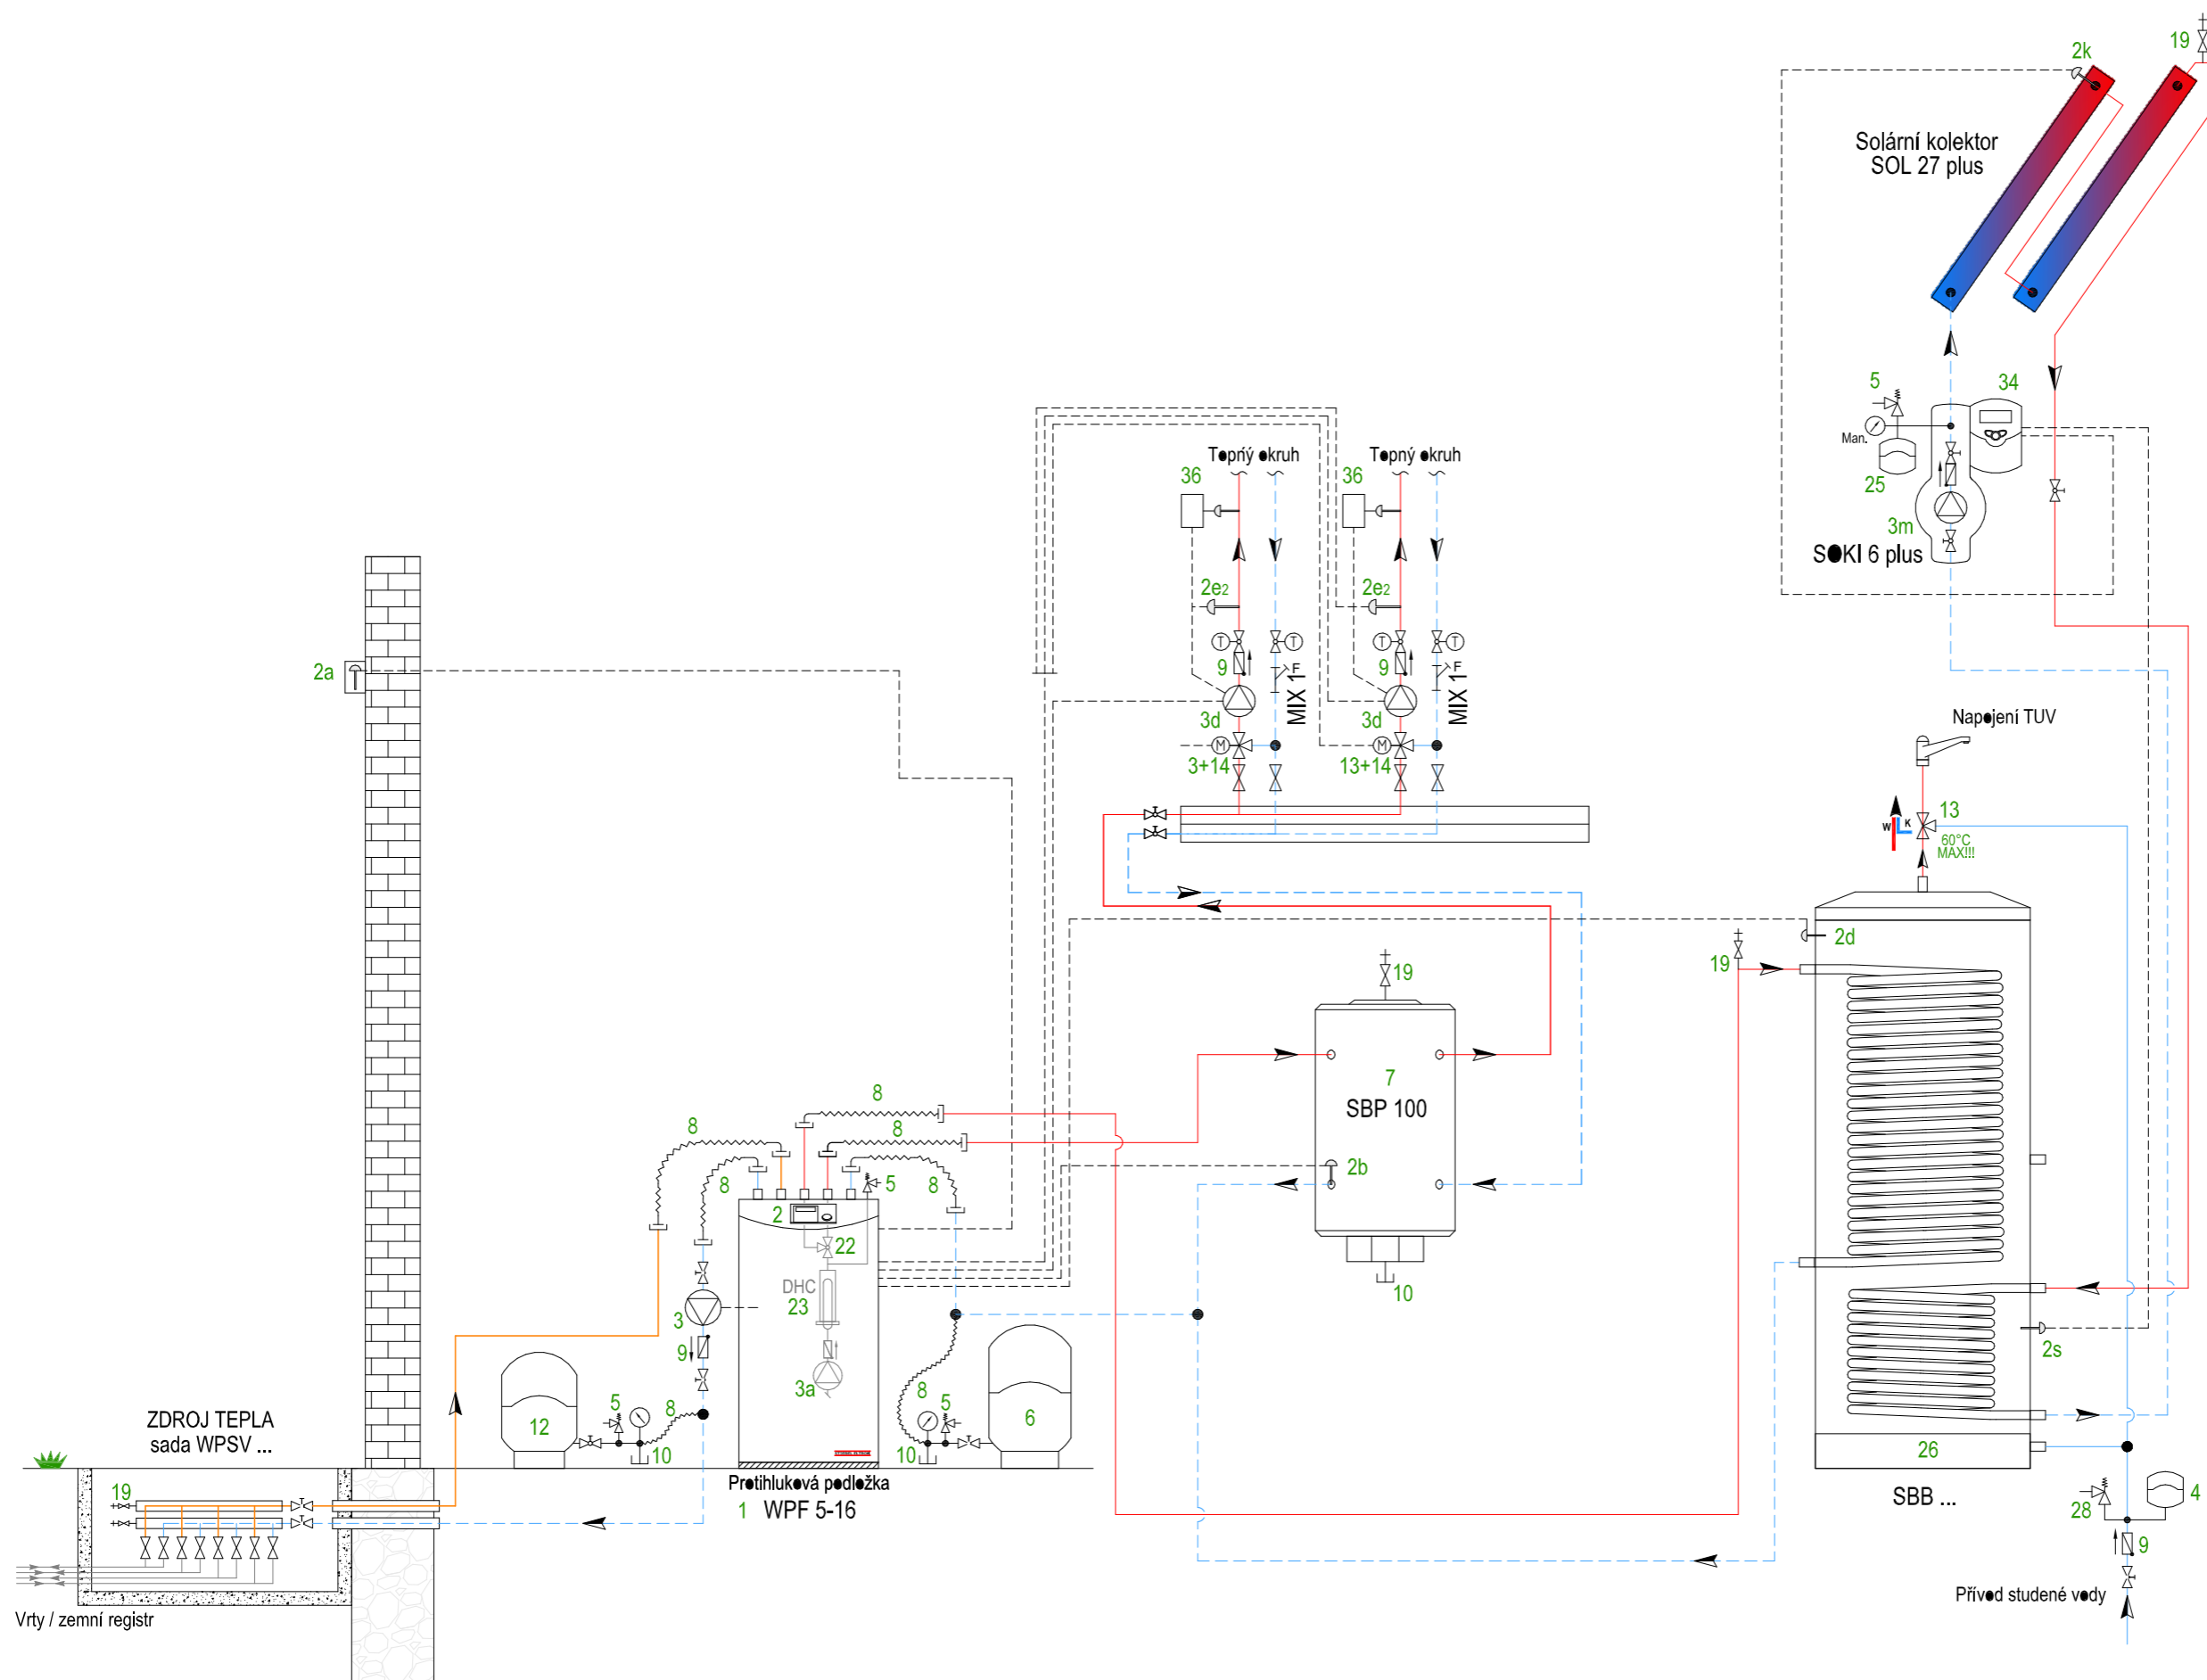 19
2k
Solární kolektor
SOL 27 plus
5
34
Man.
25
3m
SOKI 6 plus
Topný okruh
Topný okruh
36
36
2e2
2e2
T
T
T
T
9
F
9
F
MIX 1
MIX 1
3d
3d
M
M
3+14
13+14
2a
Napojení TUV
13
W
K
60°C
MAX!!!
2d
19
19
7
SBP 100
8
8
8
8
8
5
2b
2
22
DHC
23
10
3
9
3a
2s
5
8
8
5
12
6
10
10
ZDROJ TEPLA
sada WPSV ...
26
19
Protihluková podložka
1 WPF 5-16
SBB ...
28
4
9
Vrty / zemní registr
Přívod studené vody